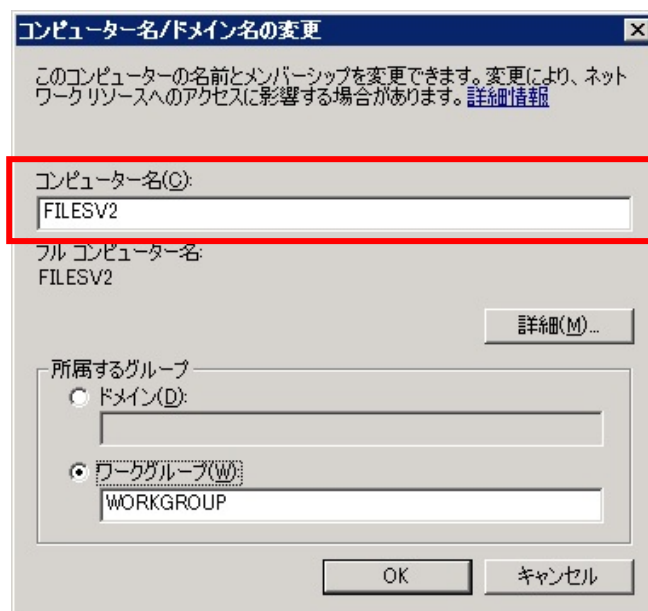 コンピューター名/ドメイン名の変更
このコンピューターの名前とメンバーシップを変更できます。変更により、ネット
ワーク リソースへのアクセスに影響する場合があります。詳細情報
コンピューター名(C):
FILESV2
フル コンピューター名:
FILESV2
詳細(M)...
所属するグループ
ドメイン(D):
ワークグループ(W):
WORKGROUP
OK キャンセル